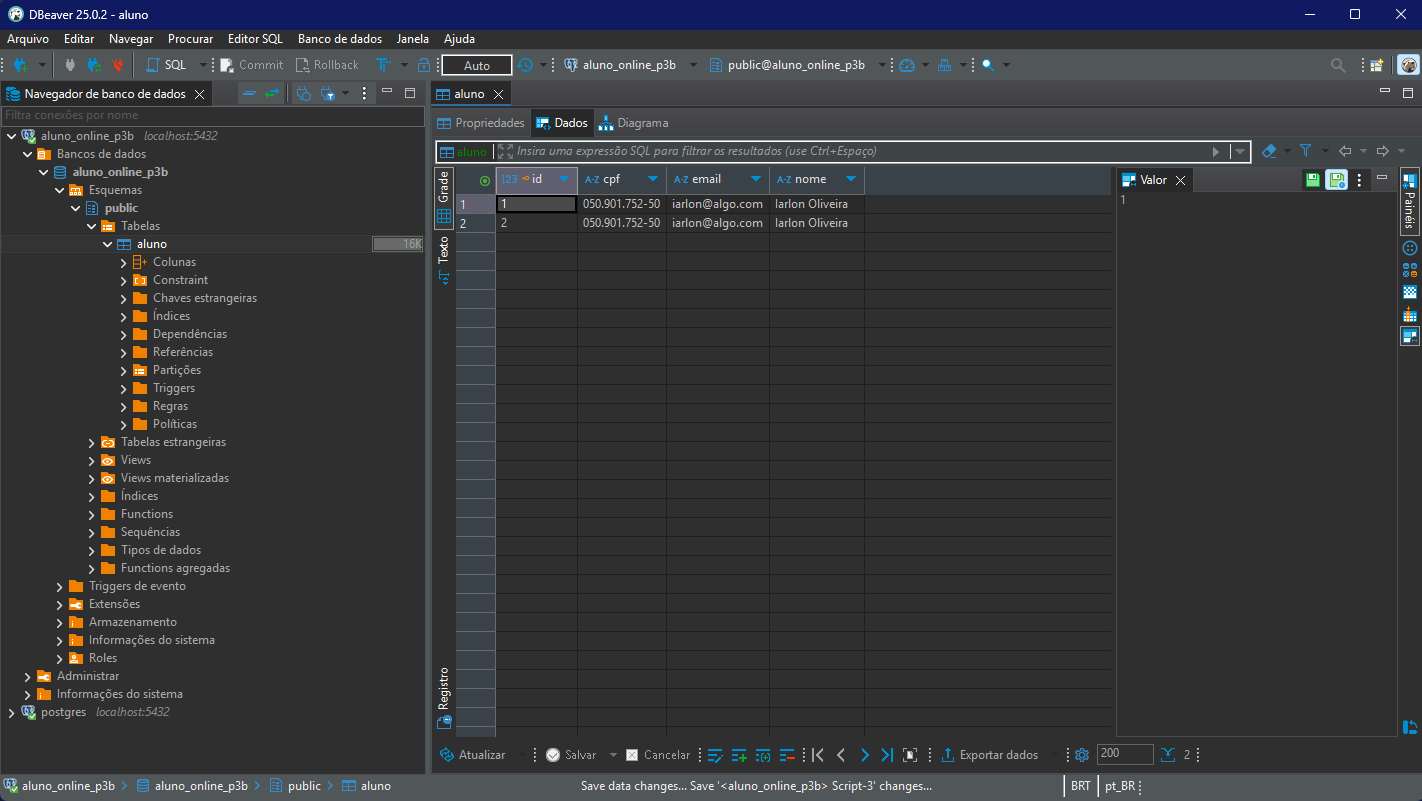 DBeaver 25.0.2 - aluno
Arquivo Editar Navegar Procurar Editor SQL Banco de dados Janela Ajuda
SQL Commit Rollback Auto aluno_online_p3b public@aluno_online_p3b
Navegador de banco de dados
Filtra conexões por nome
aluno_online_p3b localhost:5432
Bancos de dados
aluno_online_p3b
Esquemas
public
Tabelas
aluno 16K
Colunas
Constraint
Chaves estrangeiras
Índices
Dependências
Referências
Partições
Triggers
Regras
Políticas
Tabelas estrangeiras
Views
Views materializadas
Índices
Functions
Sequências
Tipos de dados
Functions agregadas
Triggers de evento
Extensões
Armazenamento
Informações do sistema
Roles
Administrar
Informações do sistema
postgres localhost:5432
aluno
Propriedades Dados Diagrama
aluno Insira uma expressão SQL para filtrar os resultados (use Ctrl+Espaço)
Grade
Texto
Registro
123 id A-Z cpf A-Z email A-Z nome
1 1 050.901.752-50 iarlon@algo.com Iarlon Oliveira
2 2 050.901.752-50 iarlon@algo.com Iarlon Oliveira
Valor
1
Painéis
Atualizar Salvar Cancelar Exportar dados 200 2
aluno_online_p3b aluno_online_p3b public aluno Save data changes... Save '<aluno_online_p3b> Script-3' changes... BRT pt_BR